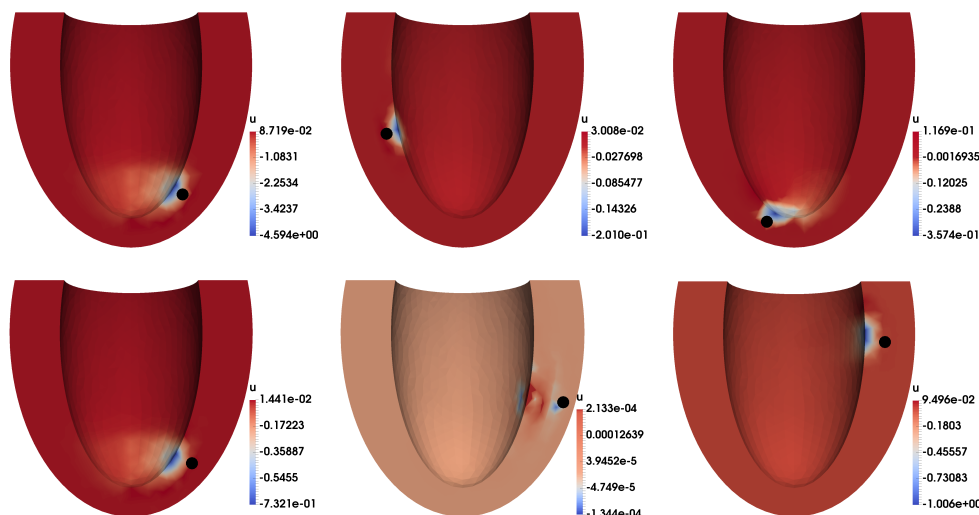 u
8.719e-02
-1.0831
-2.2534
-3.4237
-4.594e+00
u
3.008e-02
-0.027698
-0.085477
-0.14326
-2.010e-01
u
1.169e-01
-0.0016935
-0.12025
-0.2388
-3.574e-01
u
1.441e-02
-0.17223
-0.35887
-0.5455
-7.321e-01
u
2.133e-04
0.00012639
3.9452e-5
-4.749e-5
-1.344e-04
u
9.496e-02
-0.1803
-0.45557
-0.73083
-1.006e+00